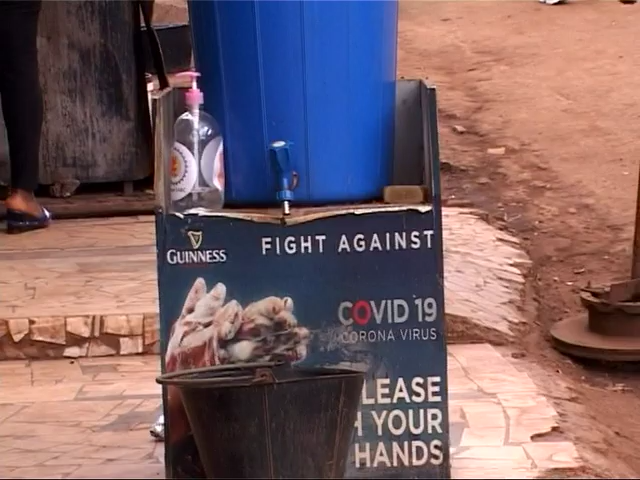 GUINNESS
FIGHT AGAINST
COVID 19
CORONA VIRUS
LEASE
H YOUR
HANDS